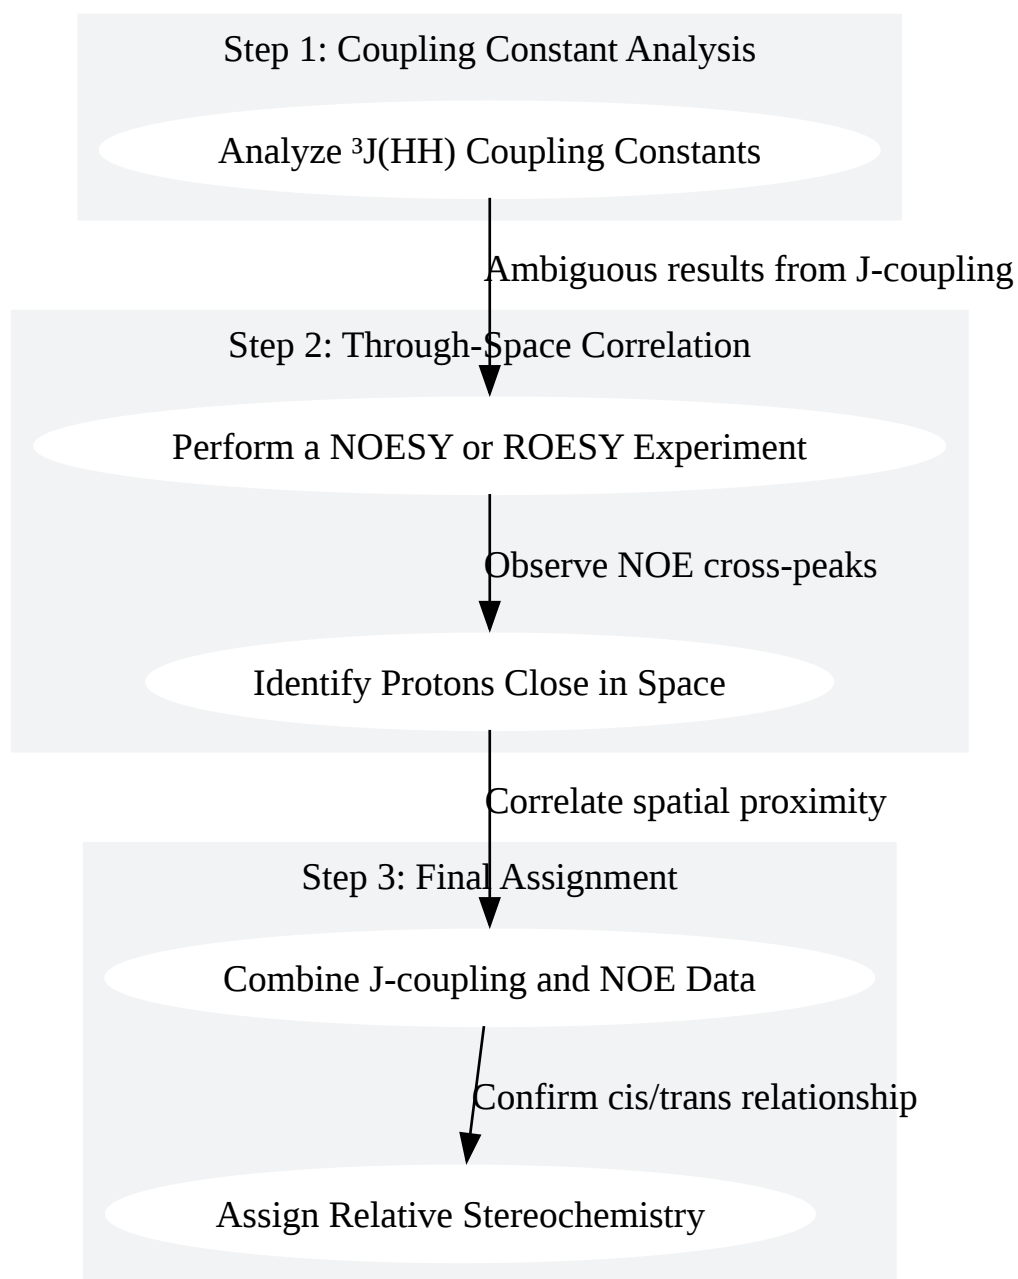 Step 1: Coupling Constant Analysis
Analyze ³J(HH) Coupling Constants
Ambiguous results from J-coupling
Step 2: Through-Space Correlation
Perform a NOESY or ROESY Experiment
Observe NOE cross-peaks
Identify Protons Close in Space
Correlate spatial proximity
Step 3: Final Assignment
Combine J-coupling and NOE Data
Confirm cis/trans relationship
Assign Relative Stereochemistry